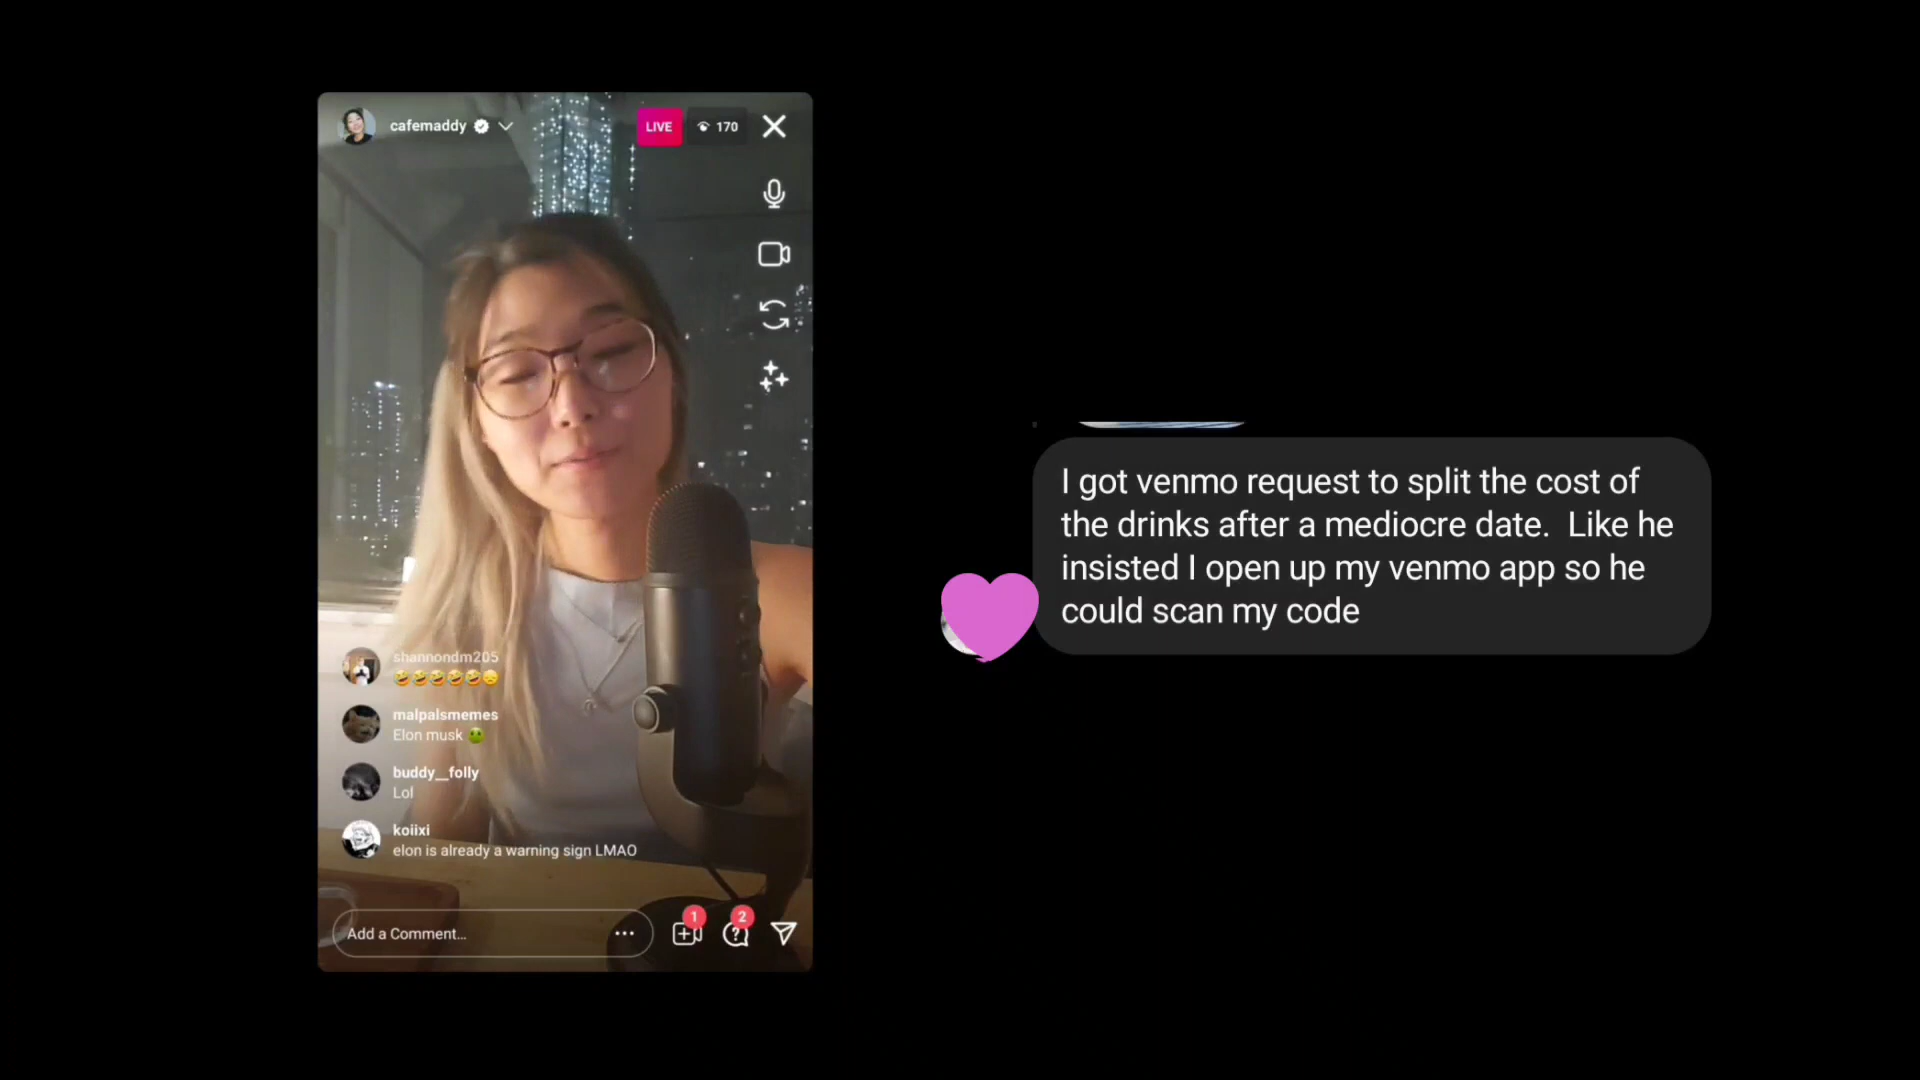 cafemaddy
LIVE
170
shannondm205
🤣🤣🤣🤣🤣😞
malpalsmemes
Elon musk 🤢
buddy__folly
Lol
koiixi
elon is already a warning sign LMAO
Add a Comment...
1
2
I got venmo request to split the cost of
the drinks after a mediocre date.  Like he
insisted I open up my venmo app so he
could scan my code